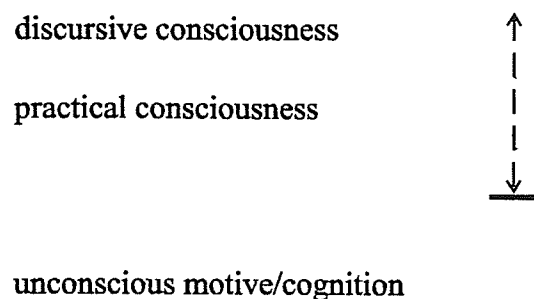 discursive consciousness
practical consciousness
unconscious motive/cognition